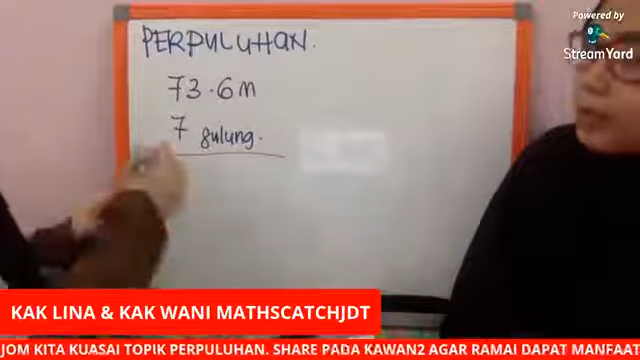 Powered by
StreamYard
PERPULUHAN.
73.6m
7 gulung.
KAK LINA & KAK WANI MATHSCATCHJDT
JOM KITA KUASAI TOPIK PERPULUHAN. SHARE PADA KAWAN2 AGAR RAMAI DAPAT MANFAAT